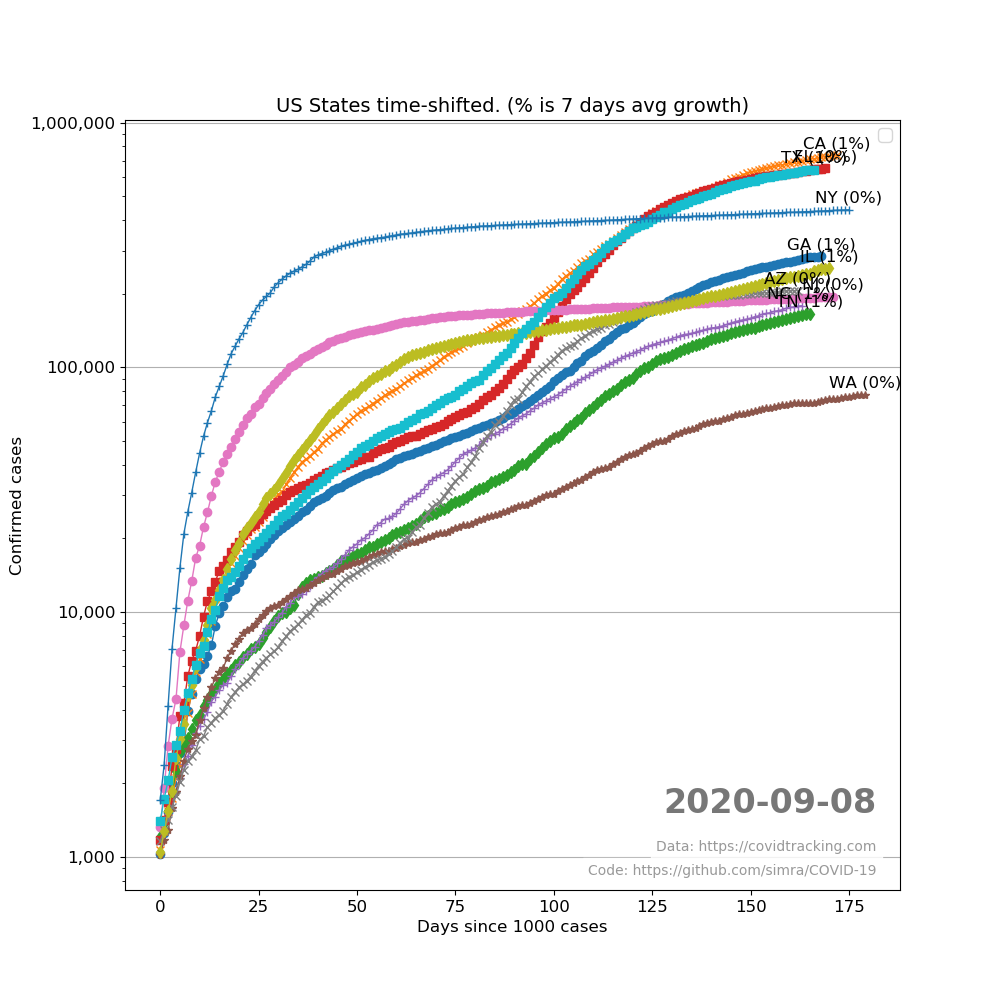 US States time-shifted. (% is 7 days avg growth)
1,000,000
100,000
10,000
1,000
Confirmed cases
CA (1%)
NY (0%)
GA (1%)
IL (1%)
AZ (0%)
TN (1%)
WA (0%)
2020-09-08
Data: https://covidtracking.com
Code: https://github.com/simra/COVID-19
0 25 50 75 100 125 150 175
Days since 1000 cases